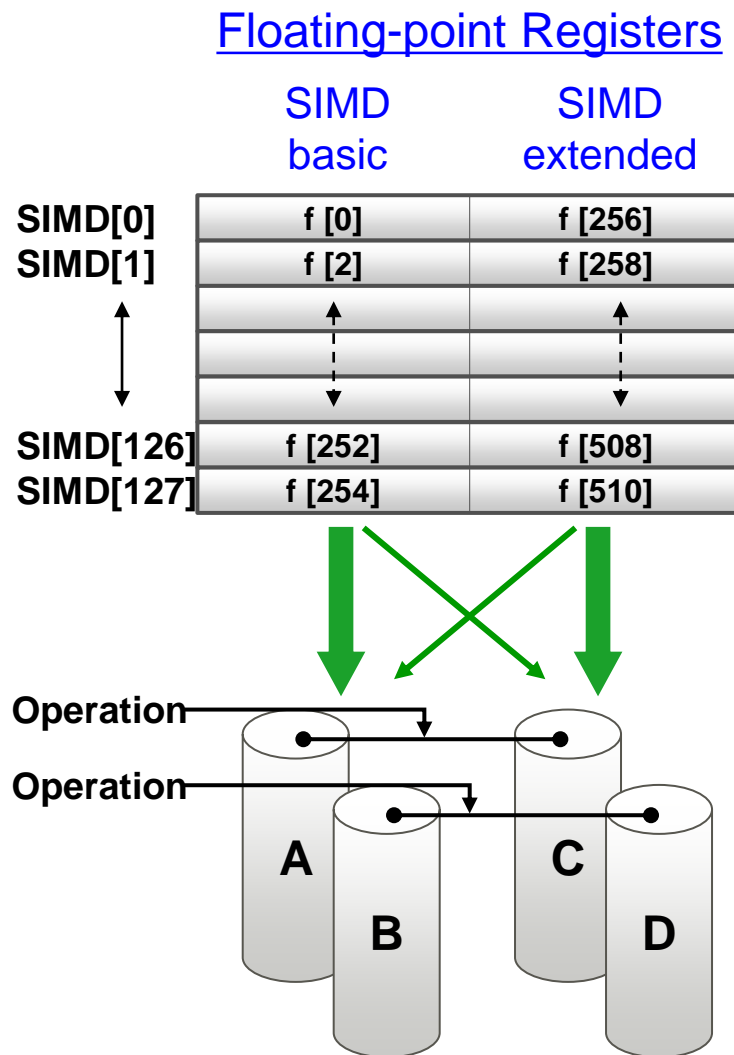 Floating-point Registers
SIMD basic
SIMD extended
SIMD[0] f [0] f [256]
SIMD[1] f [2] f [258]
SIMD[126] f [252] f [508]
SIMD[127] f [254] f [510]
Operation
Operation
A
C
B
D